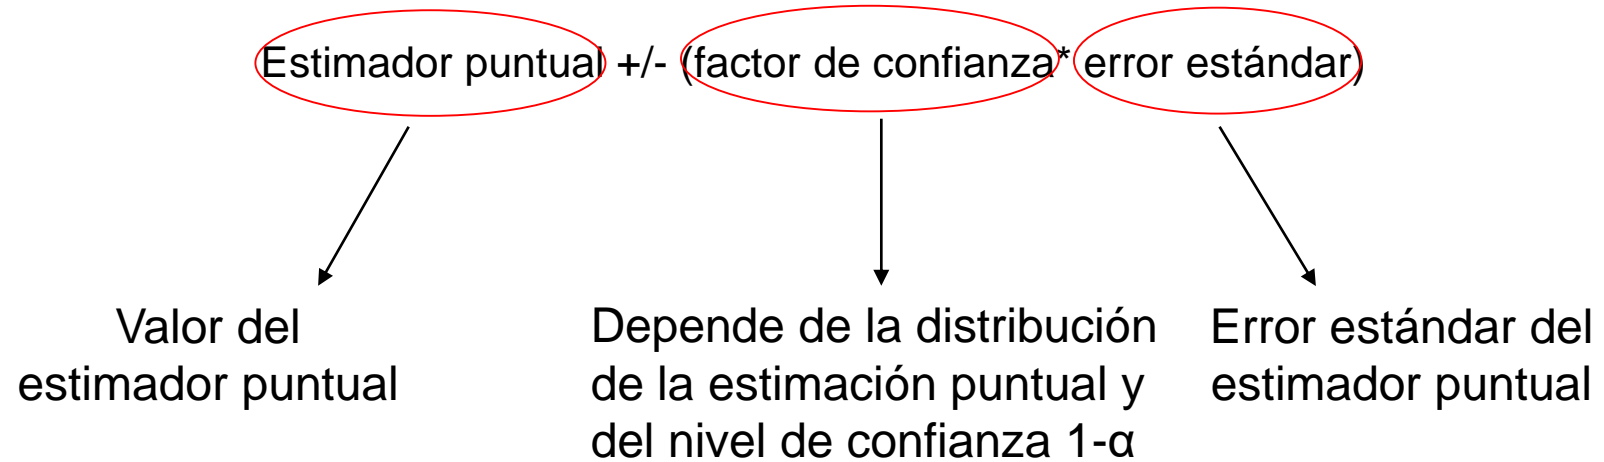 Estimador puntual +/- (factor de confianza* error estándar)
Valor del
estimador puntual
Depende de la distribución
de la estimación puntual y
del nivel de confianza 1-α
Error estándar del
estimador puntual